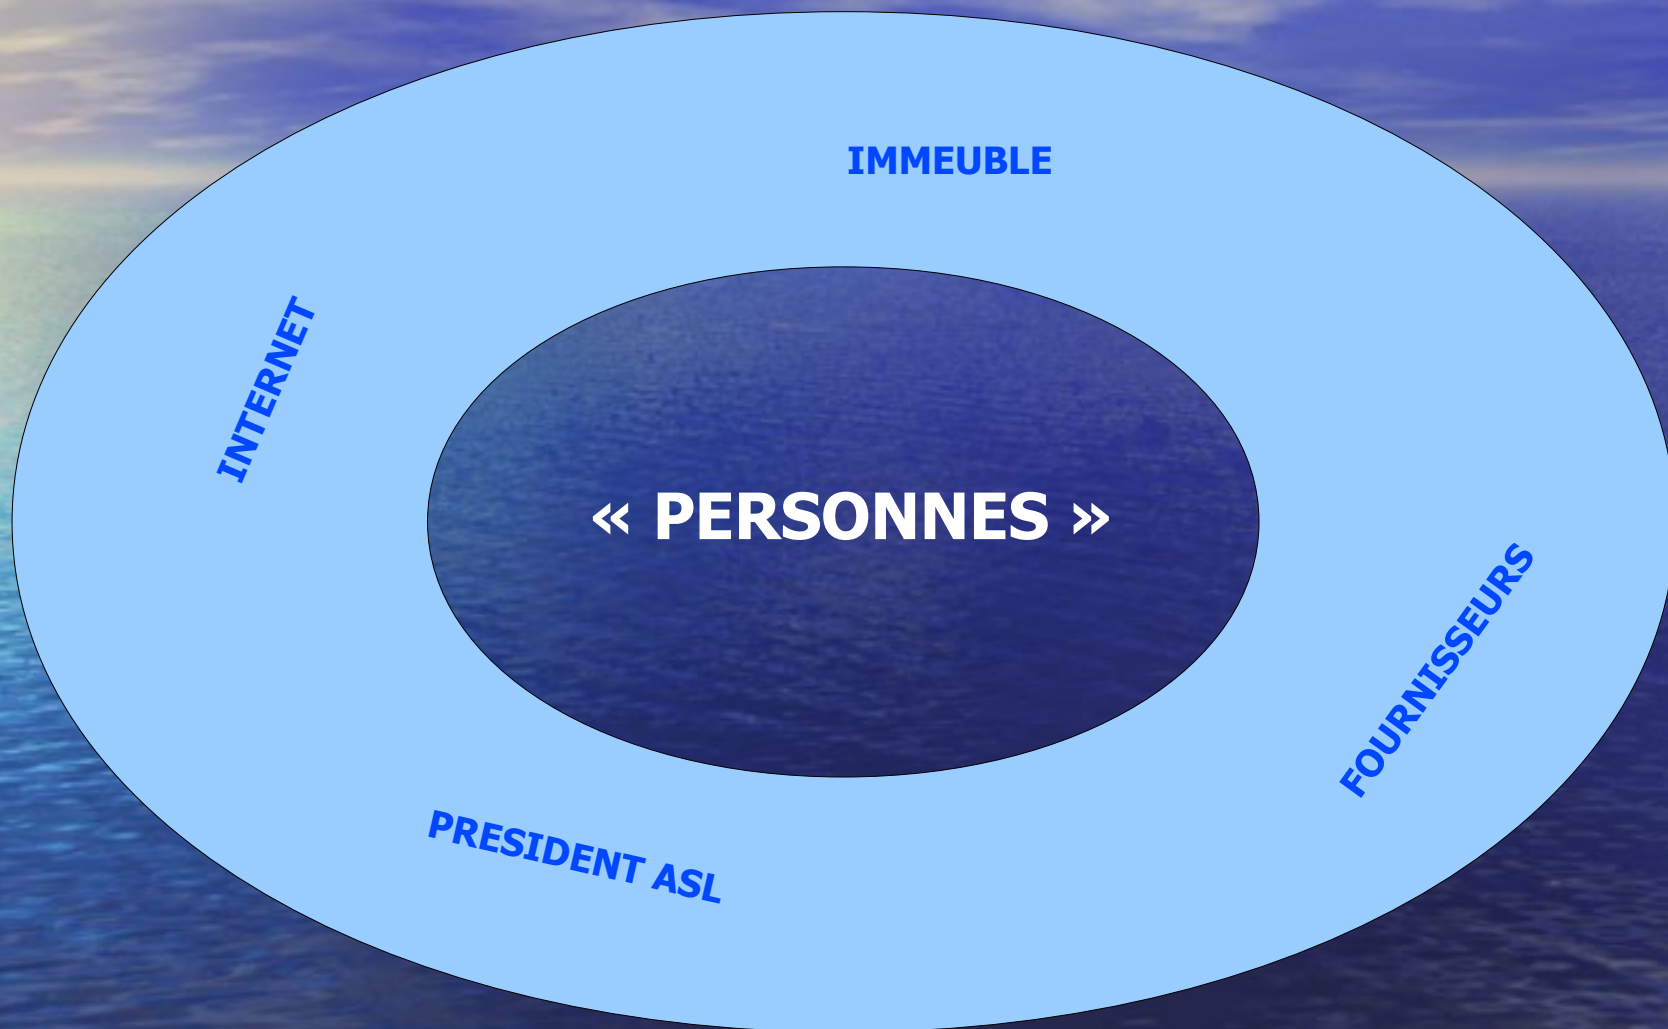 IMMEUBLE
INTERNET
« PERSONNES »
FOURNISSEURS
PRESIDENT ASL